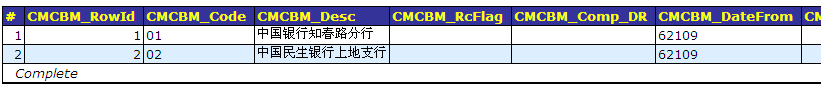 # CMCBM_RowId CMCBM_Code CMCBM_Desc CMCBM_RcFlag CMCBM_Comp_DR CMCBM_DateFrom CM
1 1 01 中国银行知春路分行 62109
2 2 02 中国民生银行上地支行 62109
Complete